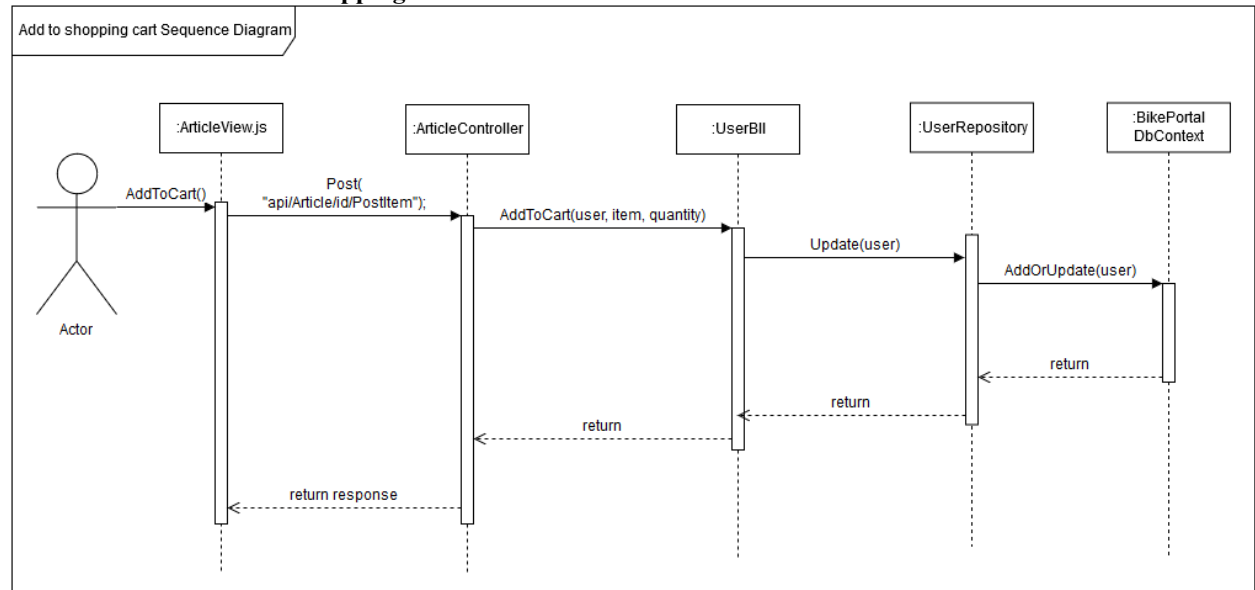 Add to shopping cart Sequence Diagram
:ArticleView.js
:ArticleController
:UserBll
:UserRepository
:BikePortal
DbContext
AddToCart()
Post(
"api/Article/id/PostItem");
AddToCart(user, item, quantity)
Update(user)
AddOrUpdate(user)
Actor
return
return
return
return response